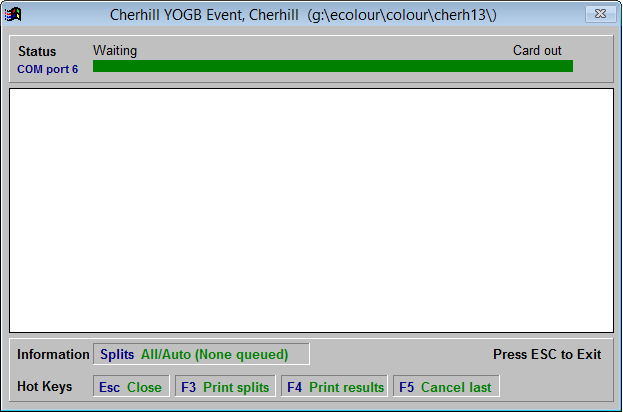 Cherhill YOGB Event, Cherhill (g:\ecolour\colour\cherh13\)
Status Waiting Card out
COM port 6
Information Splits All/Auto (None queued) Press ESC to Exit
Hot Keys Esc Close F3 Print splits F4 Print results F5 Cancel last